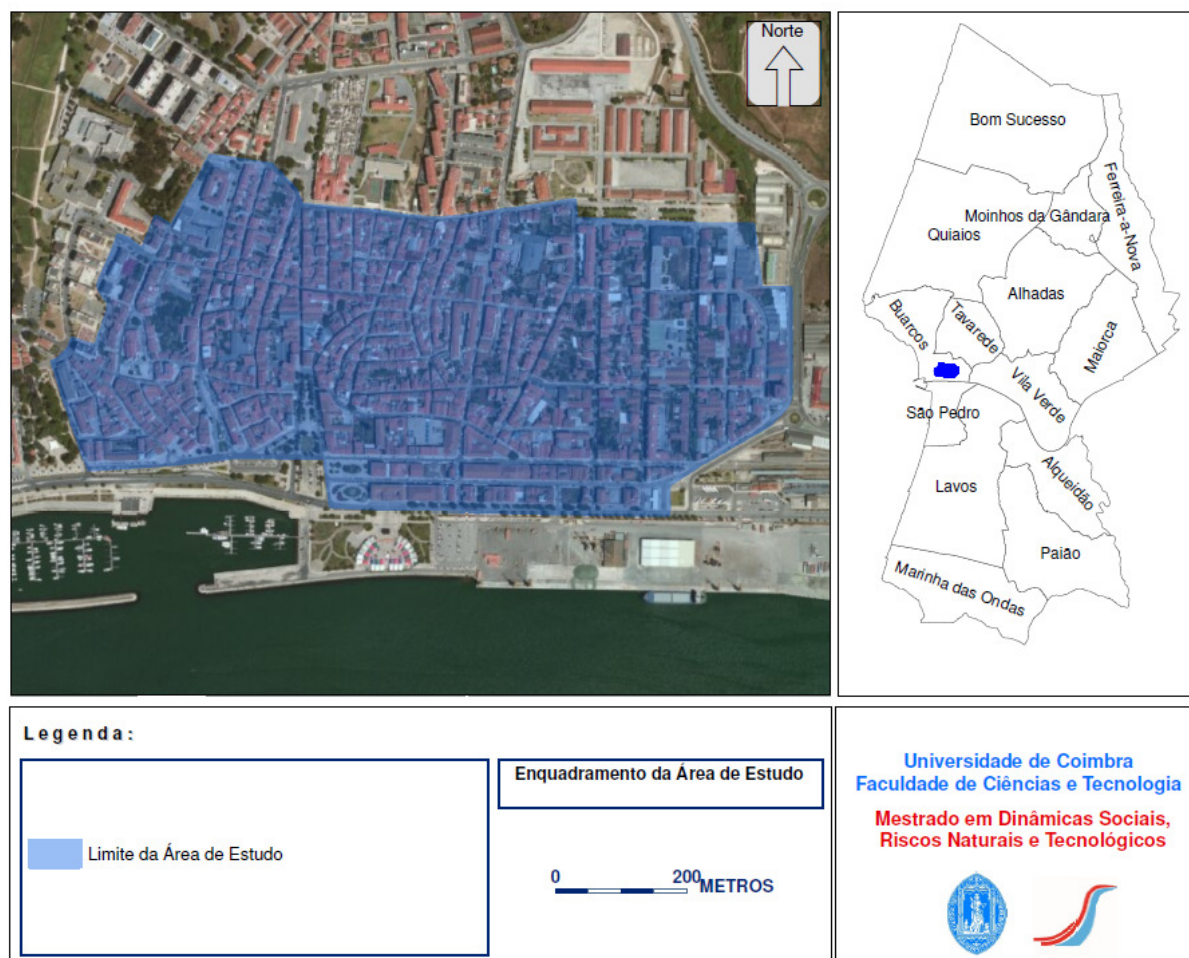 Norte
Bom Sucesso
Ferreira-a-Nova
Moinhos da Gândara
Quiaios
Alhadas
Buarcos
Tavarede
Maiorca
Vila Verde
São Pedro
Alqueidão
Lavos
Paião
Marinha das Ondas
Legenda:
Limite da Área de Estudo
Enquadramento da Área de Estudo
0 200 METROS
Universidade de Coimbra
Faculdade de Ciências e Tecnologia
Mestrado em Dinâmicas Sociais,
Riscos Naturais e Tecnológicos